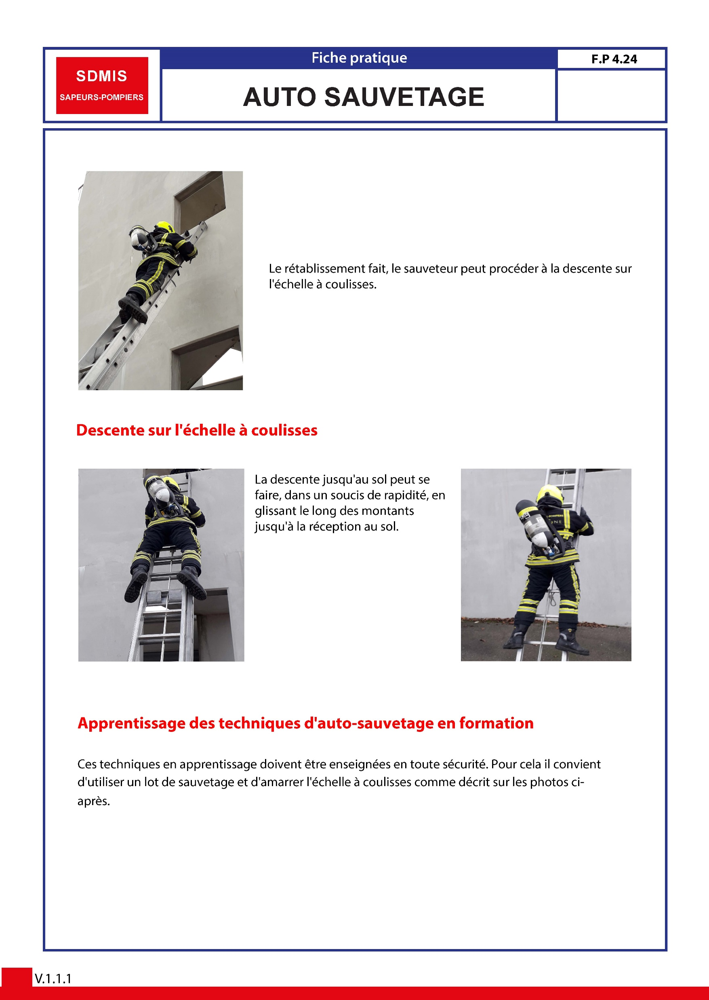 Fiche pratique
F.P 4.24
SDMIS
SAPEURS-POMPIERS
AUTO SAUVETAGE
Le rétablissement fait, le sauveteur peut procéder à la descente sur
l'échelle à coulisses.
Descente sur l'échelle à coulisses
La descente jusqu'au sol peut se
faire, dans un soucis de rapidité, en
glissant le long des montants
jusqu'à la réception au sol.
Apprentissage des techniques d'auto-sauvetage en formation
Ces techniques en apprentissage doivent être enseignées en toute sécurité. Pour cela il convient
d'utiliser un lot de sauvetage et d'amarrer l'échelle à coulisses comme décrit sur les photos ci-
après.
V.1.1.1